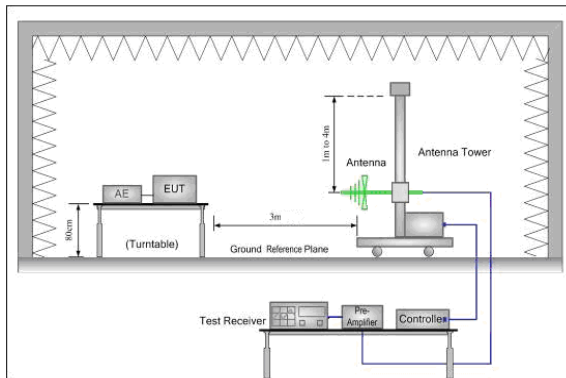 1m to 4m
Antenna
Antenna Tower
AE
EUT
80cm
(Turntable)
3m
Ground Reference Plane
Test Receiver
Pre-
Amplifier
Controlle